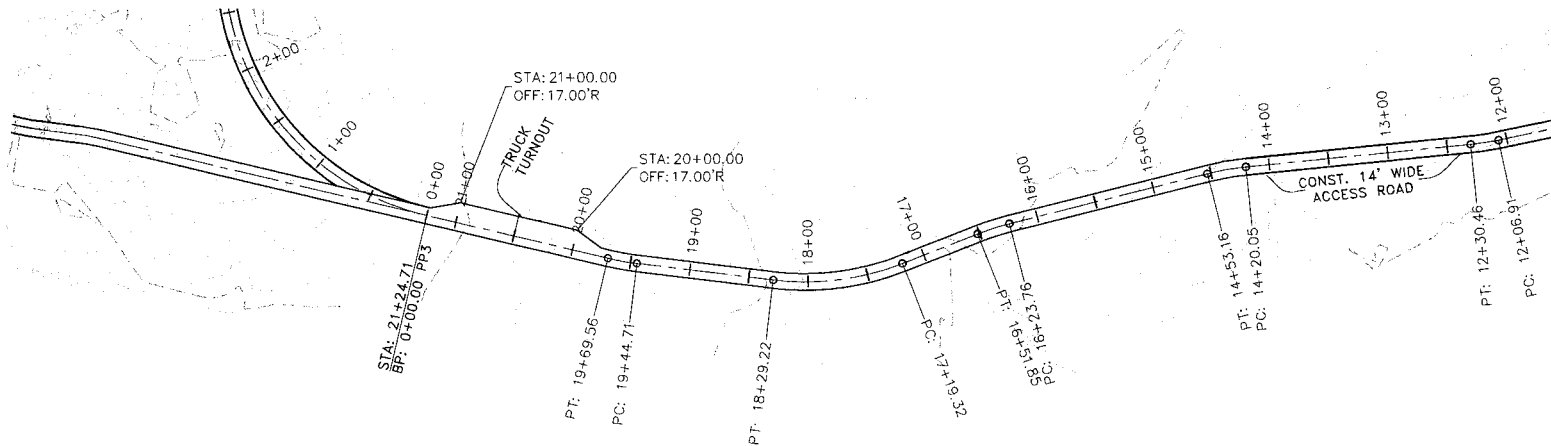 2+00
1+00
0+00
21+00
STA: 21+00.00
OFF: 17.00'R
TRUCK
TURNOUT
STA: 20+00.00
OFF: 17.00'R
20+00
19+00
18+00
17+00
16+00
15+00
14+00
13+00
12+00
CONST. 14' WIDE
ACCESS ROAD
STA: 21+24.71
BP: 0+00.00 PP3
PT: 19+69.56
PC: 19+44.71
PT: 18+29.22
PC: 17+19.32
PT: 16+51.85
PC: 16+23.76
PT: 14+53.16
PC: 14+20.05
PT: 12+30.46
PC: 12+06.91